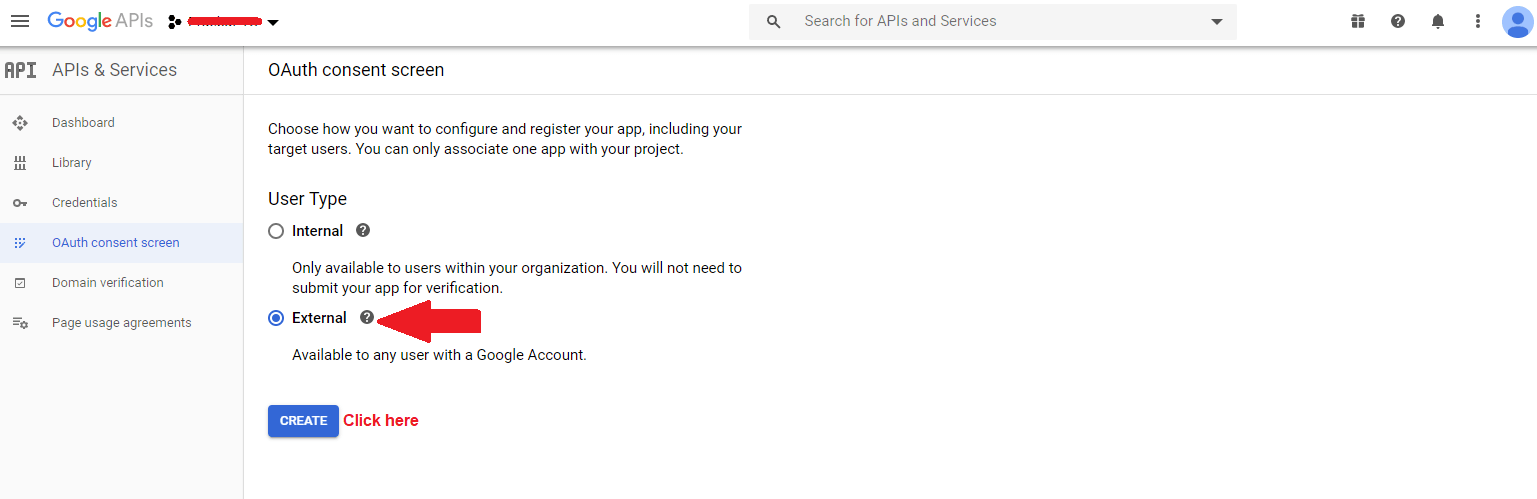 Google APIs
Search for APIs and Services
API APIs & Services
OAuth consent screen
Dashboard
Library
Credentials
OAuth consent screen
Domain verification
Page usage agreements
Choose how you want to configure and register your app, including your
target users. You can only associate one app with your project.
User Type
Internal
Only available to users within your organization. You will not need to
submit your app for verification.
External
Available to any user with a Google Account.
CREATE Click here